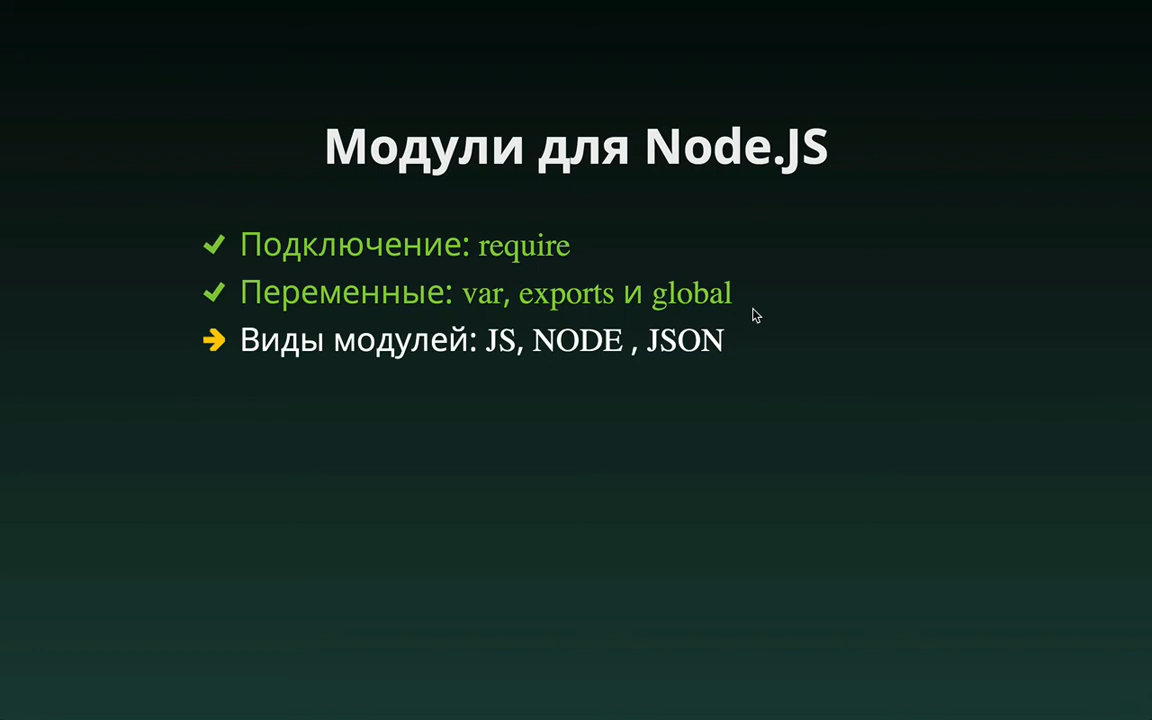 Модули для Node.JS
Подключение: require
Переменные: var, exports и global
Виды модулей: JS, NODE , JSON